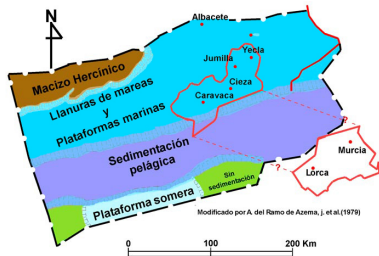 N
Albacete
Yecla
Jumilla
Cieza
Caravaca
Macizo Hercínico
Llanuras de mareas
y
Plataformas marinas
Sedimentación
pelágica
?
Murcia
?
Lorca
Sin
sedimentación
Plataforma somera
Modificado por A. del Ramo de Azema, j. et al.(1979)
0 100 200 Km